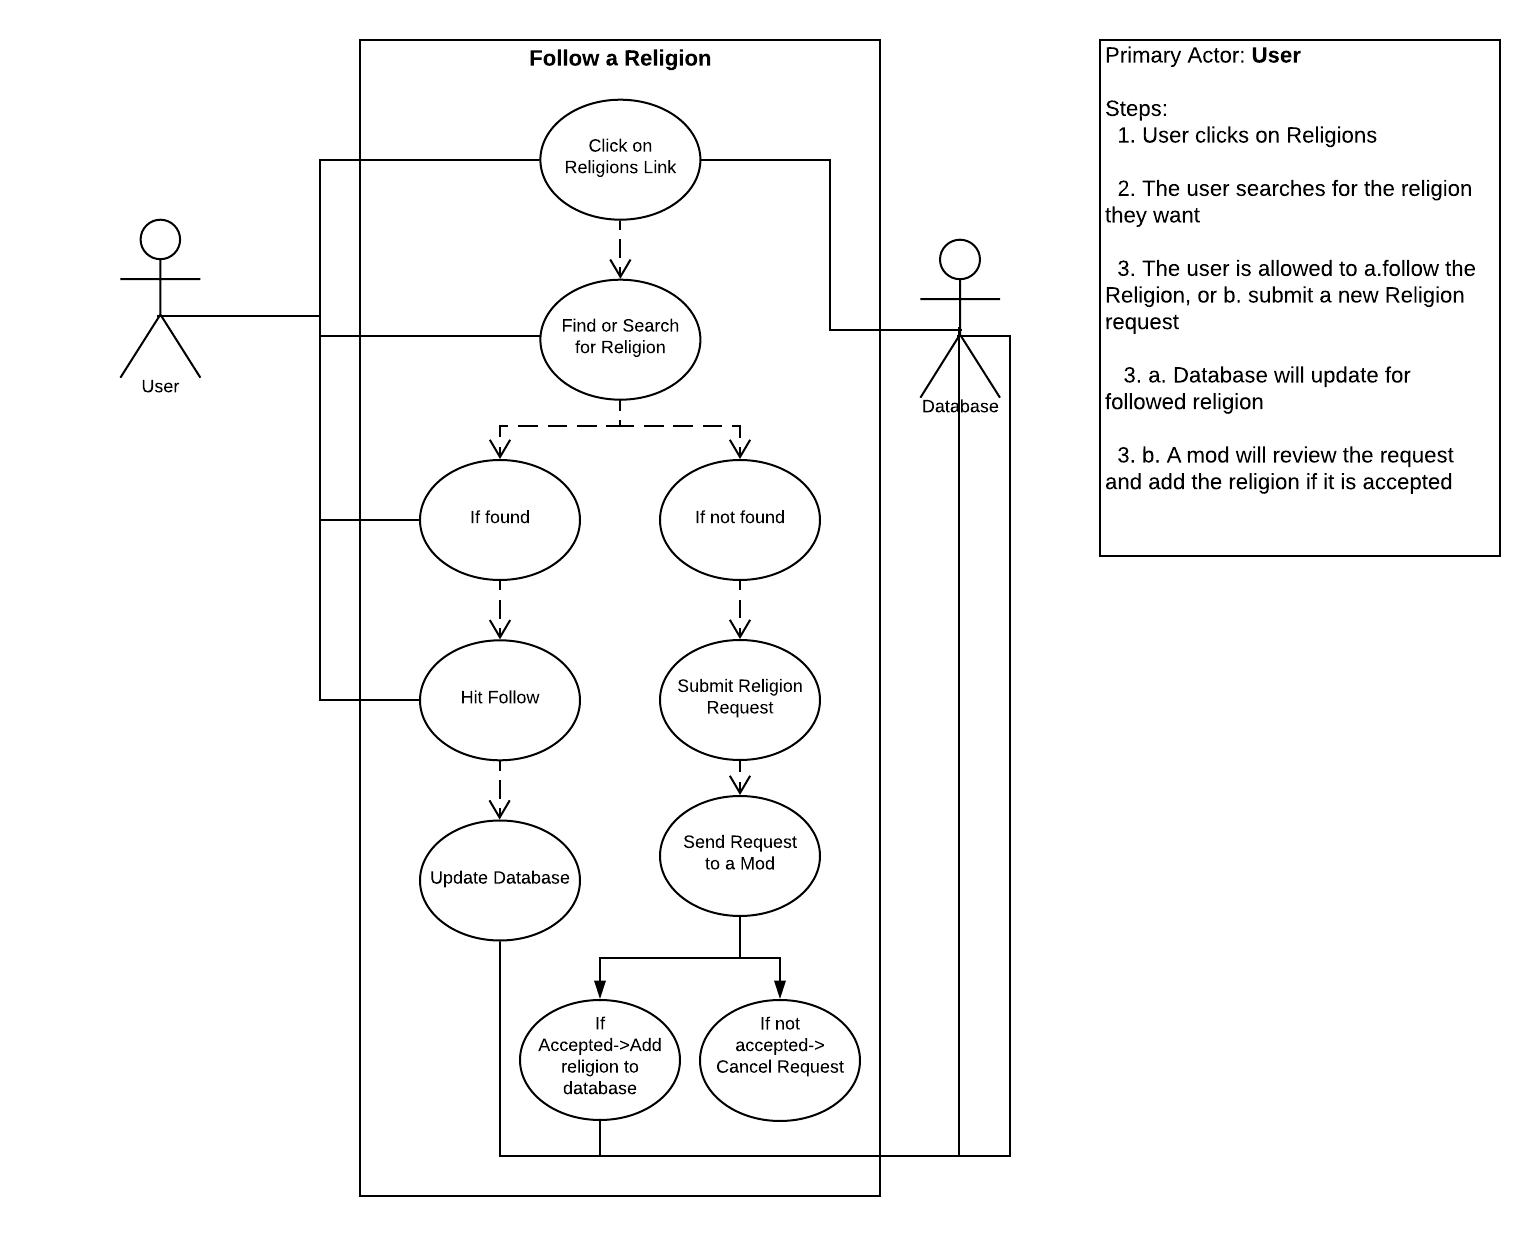 Follow a Religion
Click on
Religions Link
Find or Search
for Religion
User
Database
If found
If not found
Hit Follow
Submit Religion
Request
Update Database
Send Request
to a Mod
If
Accepted->Add
religion to
database
If not
accepted->
Cancel Request
Primary Actor: User
Steps:
1. User clicks on Religions
2. The user searches for the religion
they want
3. The user is allowed to a.follow the
Religion, or b. submit a new Religion
request
3. a. Database will update for
followed religion
3. b. A mod will review the request
and add the religion if it is accepted